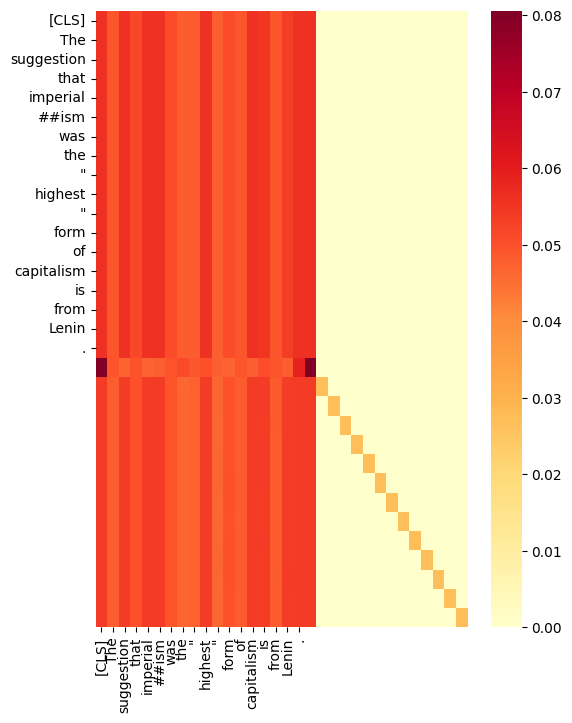 [CLS]
The
suggestion
that
imperial
##ism
was
the
"
highest
"
form
of
capitalism
is
from
Lenin
.
0.08
0.07
0.06
0.05
0.04
0.03
0.02
0.01
0.00
[CLS]
The
suggestion
that
imperial
##ism
was
the
"
highest
"
form
of
capitalism
is
from
Lenin
.